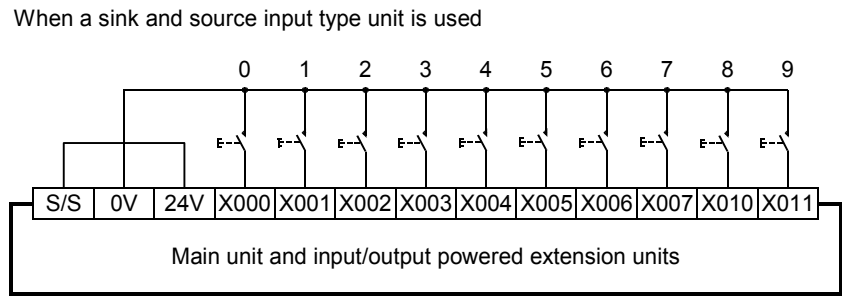 When a sink and source input type unit is used
0 1 2 3 4 5 6 7 8 9
S/S 0V 24V X000 X001 X002 X003 X004 X005 X006 X007 X010 X011
Main unit and input/output powered extension units